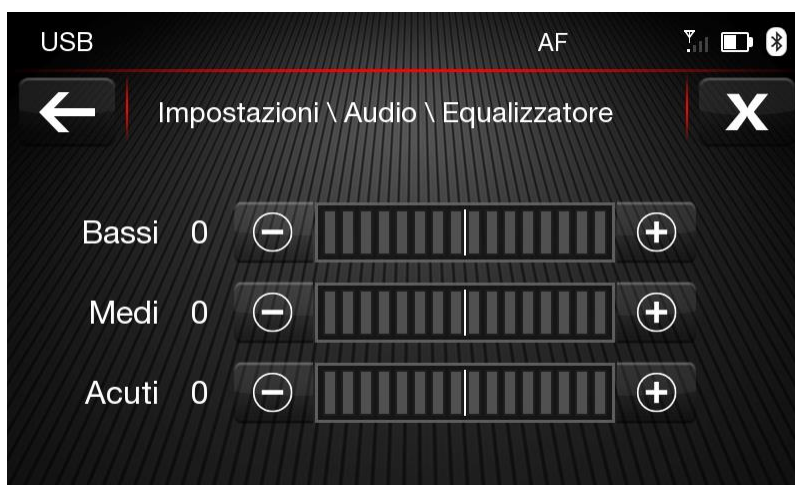 USB AF
Impostazioni \ Audio \ Equalizzatore X
Bassi 0
Medi 0
Acuti 0